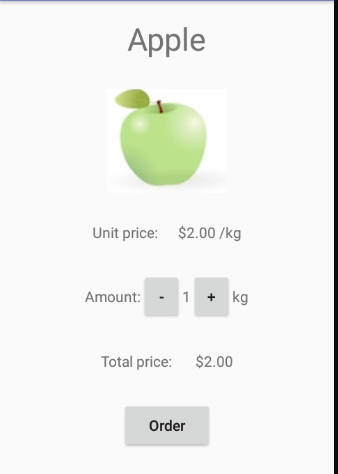 Apple
Unit price: $2.00 /kg
Amount: - 1 + kg
Total price: $2.00
Order